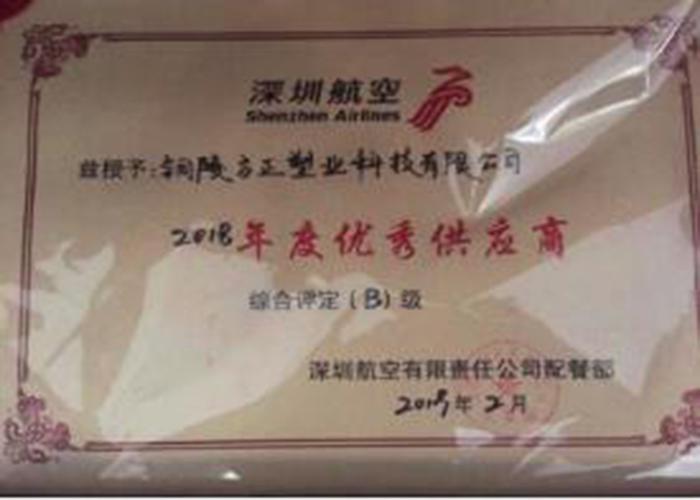 深圳航空
Shenzhen Airlines
兹授予:铜陵方正塑业科技有限公司
2018年度优秀供应商
综合评定(B)级
深圳航空有限责任公司配餐部
2019年2月